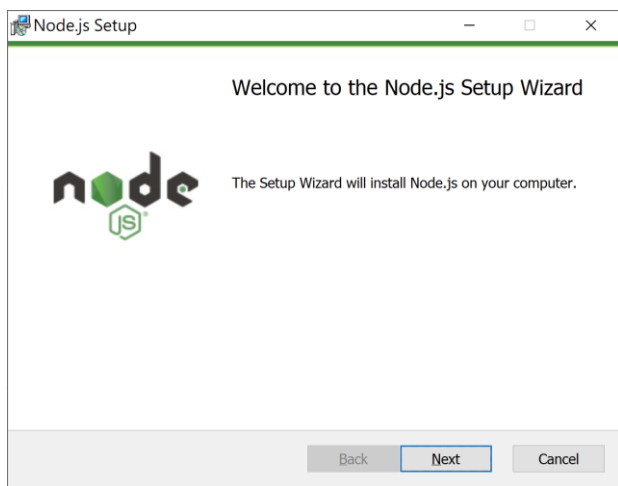 Node.js Setup
Welcome to the Node.js Setup Wizard
node
JS
The Setup Wizard will install Node.js on your computer.
Back Next Cancel